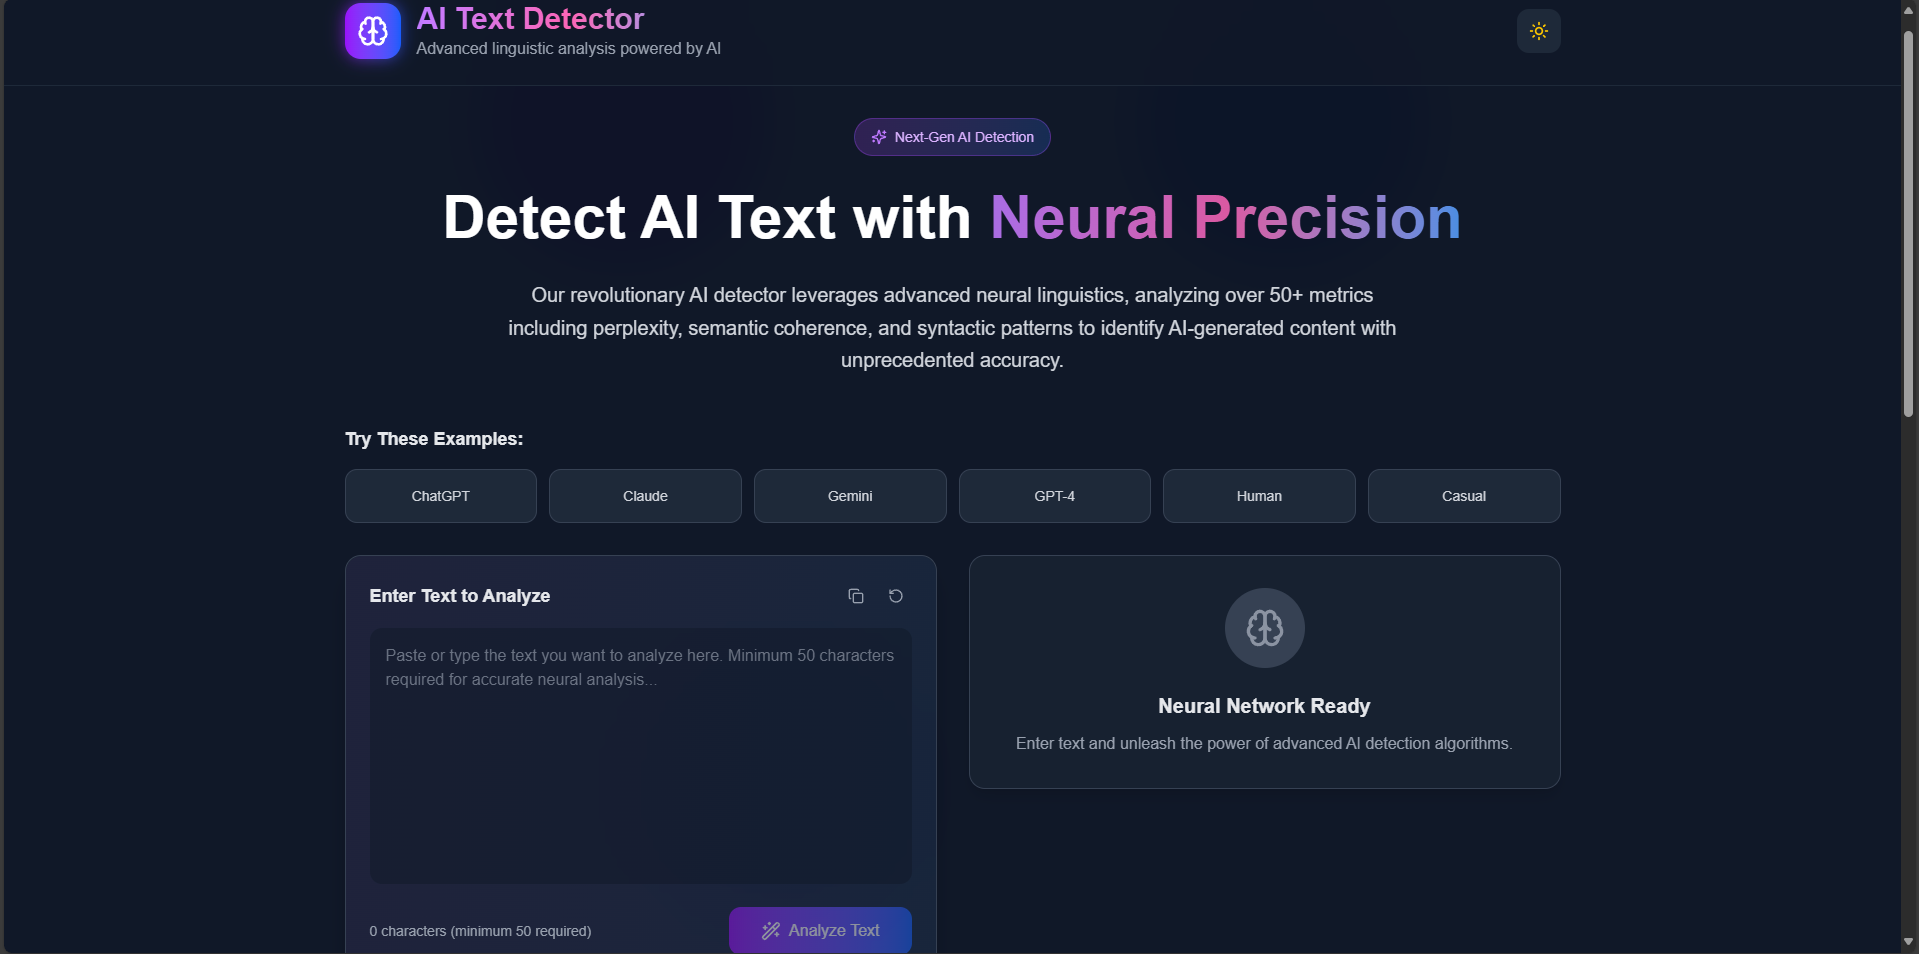 AI Text Detector
Advanced linguistic analysis powered by AI
Next-Gen AI Detection
Detect AI Text with Neural Precision
Our revolutionary AI detector leverages advanced neural linguistics, analyzing over 50+ metrics
including perplexity, semantic coherence, and syntactic patterns to identify AI-generated content with
unprecedented accuracy.
Try These Examples:
ChatGPT
Claude
Gemini
GPT-4
Human
Casual
Enter Text to Analyze
Paste or type the text you want to analyze here. Minimum 50 characters
required for accurate neural analysis...
0 characters (minimum 50 required)
Analyze Text
Neural Network Ready
Enter text and unleash the power of advanced AI detection algorithms.